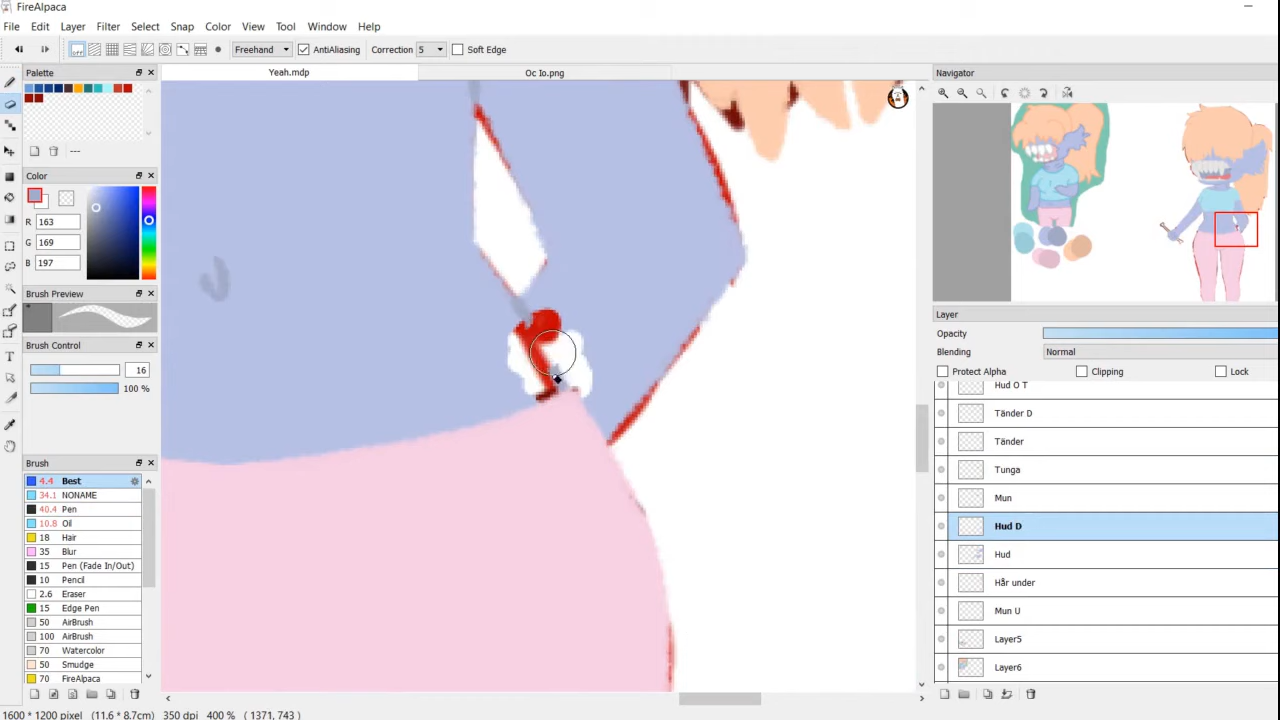 FireAlpaca
File Edit Layer Filter Select Snap Color View Tool Window Help
OFF Freehand AntiAliasing Correction 5 Soft Edge
Palette Yeah.mdp Oc Io.png Navigator
---
Color
R 163
G 169
B 197
Brush Preview
Layer
Opacity
Brush Control
Blending Normal
16
Protect Alpha Clipping Lock
100 %
Hud O T
Tänder D
Tänder
Brush
Tunga
4.4 Best
34.1 NONAME
Mun
40.4 Pen
10.8 Oil
Hud D
18 Hair
35 Blur
Hud
15 Pen (Fade In/Out)
10 Pencil
Hår under
2.6 Eraser
15 Edge Pen
Mun U
50 AirBrush
100 AirBrush
Layer5
70 Watercolor
50 Smudge
Layer6
70 FireAlpaca
1600 * 1200 pixel (11.6 * 8.7cm) 350 dpi 400 % ( 1371, 743 )